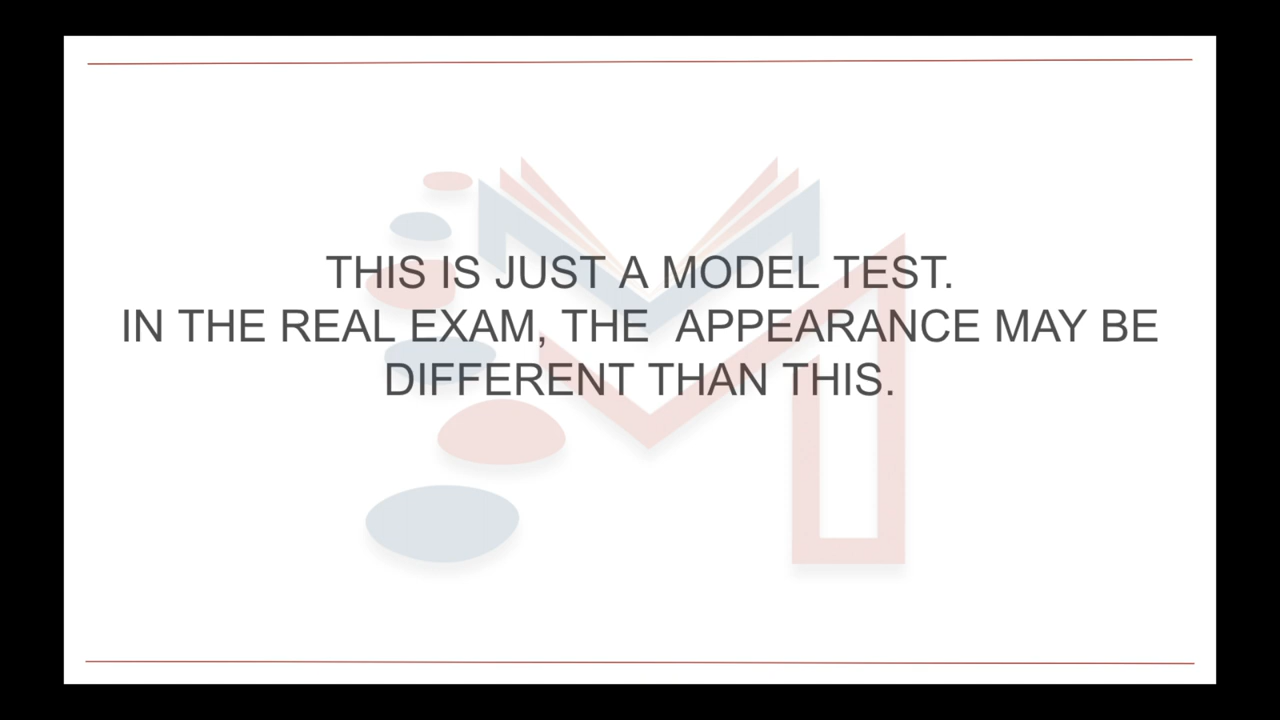 THIS IS JUST A MODEL TEST.
IN THE REAL EXAM, THE  APPEARANCE MAY BE
DIFFERENT THAN THIS.